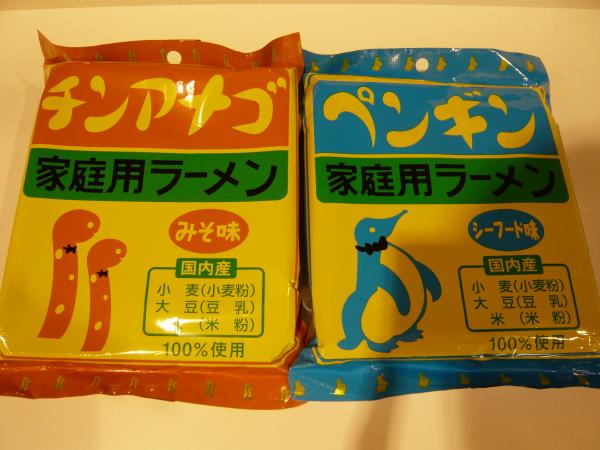 チンアナゴ
家庭用ラーメン
みそ味
国内産
小麦(小麦粉)
大豆(豆乳)
米(米粉)
100%使用
ペンギン
家庭用ラーメン
シーフード味
国内産
小麦(小麦粉)
大豆(豆乳)
米(米粉)
100%使用